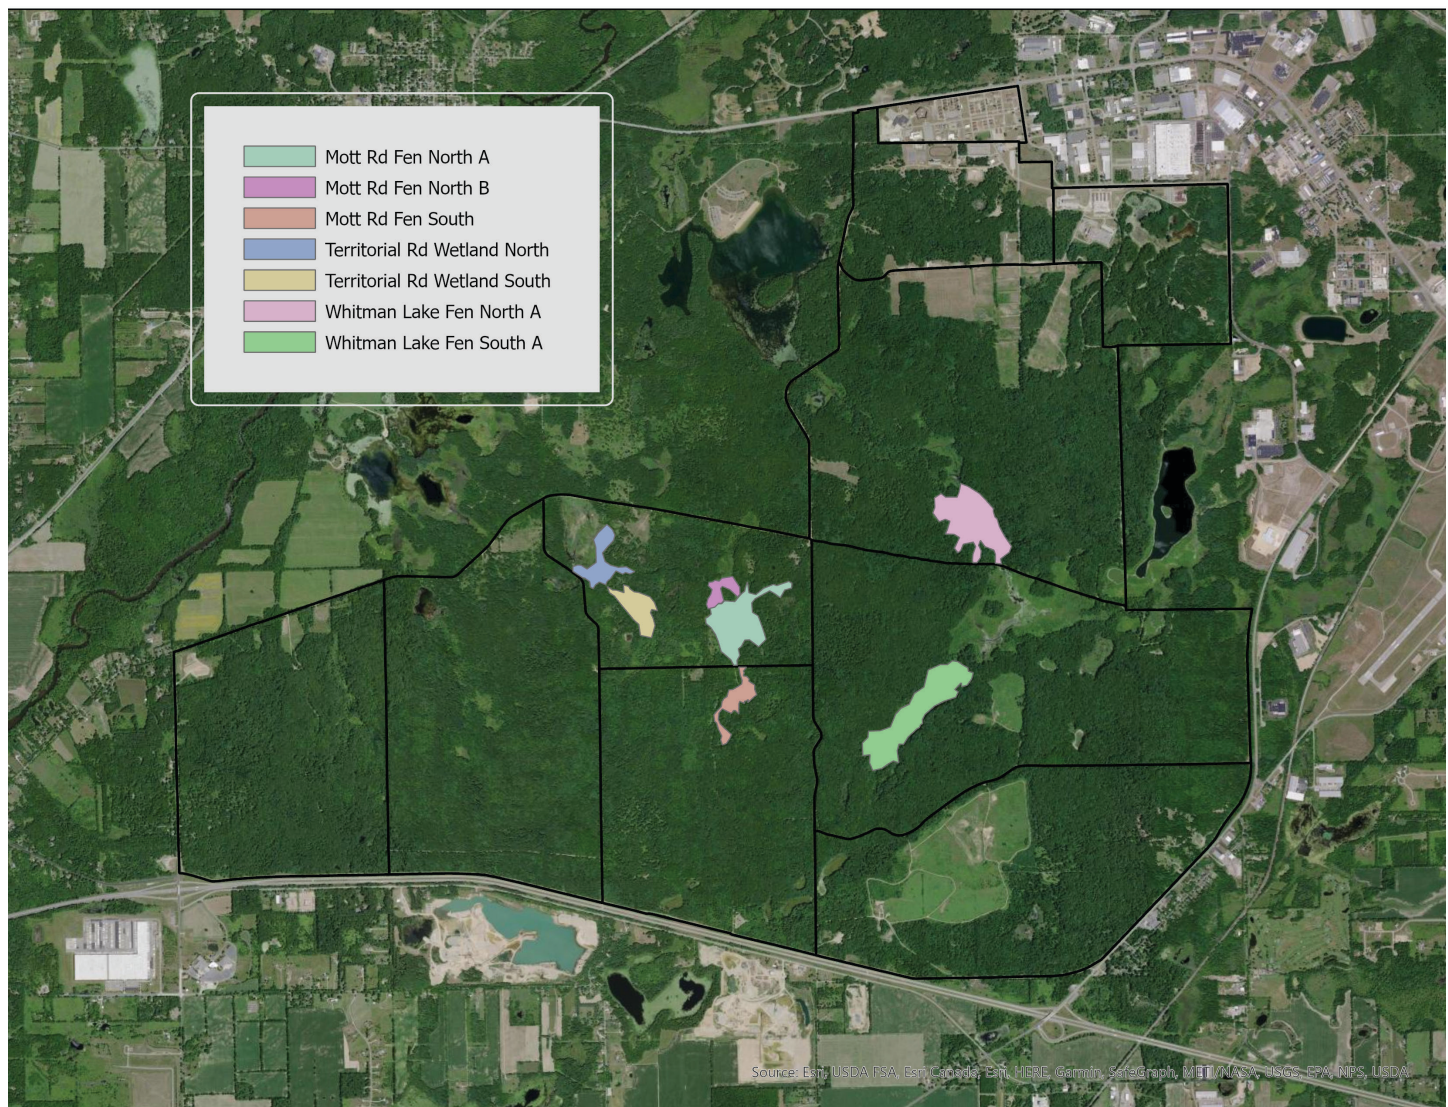 Mott Rd Fen North A
Mott Rd Fen North B
Mott Rd Fen South
Territorial Rd Wetland North
Territorial Rd Wetland South
Whitman Lake Fen North A
Whitman Lake Fen South A
Source: Esri, USDA FSA, Esri Canada, Esri, HERE, Garmin, SafeGraph, METI/NASA, USGS, EPA, NPS, USDA